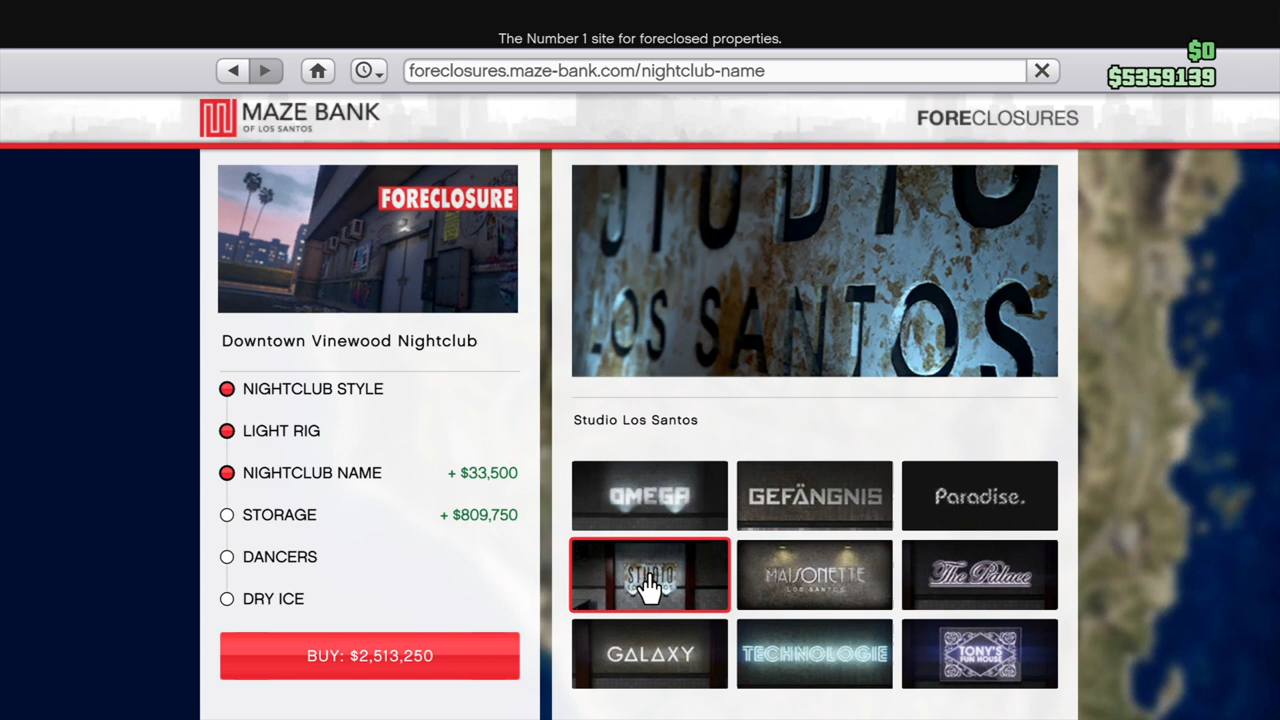 The Number 1 site for foreclosed properties.
$0
foreclosures.maze-bank.com/nightclub-name
$5359139
MAZE BANK
OF LOS SANTOS
FORECLOSURES
FORECLOSURE
Downtown Vinewood Nightclub
NIGHTCLUB STYLE
LIGHT RIG
NIGHTCLUB NAME + $33,500
STORAGE + $809,750
DANCERS
DRY ICE
BUY: $2,513,250
STUDIO
LOS SANTOS
Studio Los Santos
OMEGA
GEFÄNGNIS
Paradise.
STUDIO
MAISONETTE
LOS SANTOS
The Palace
GALAXY
TECHNOLOGIE
TONY'S
FUN HOUSE